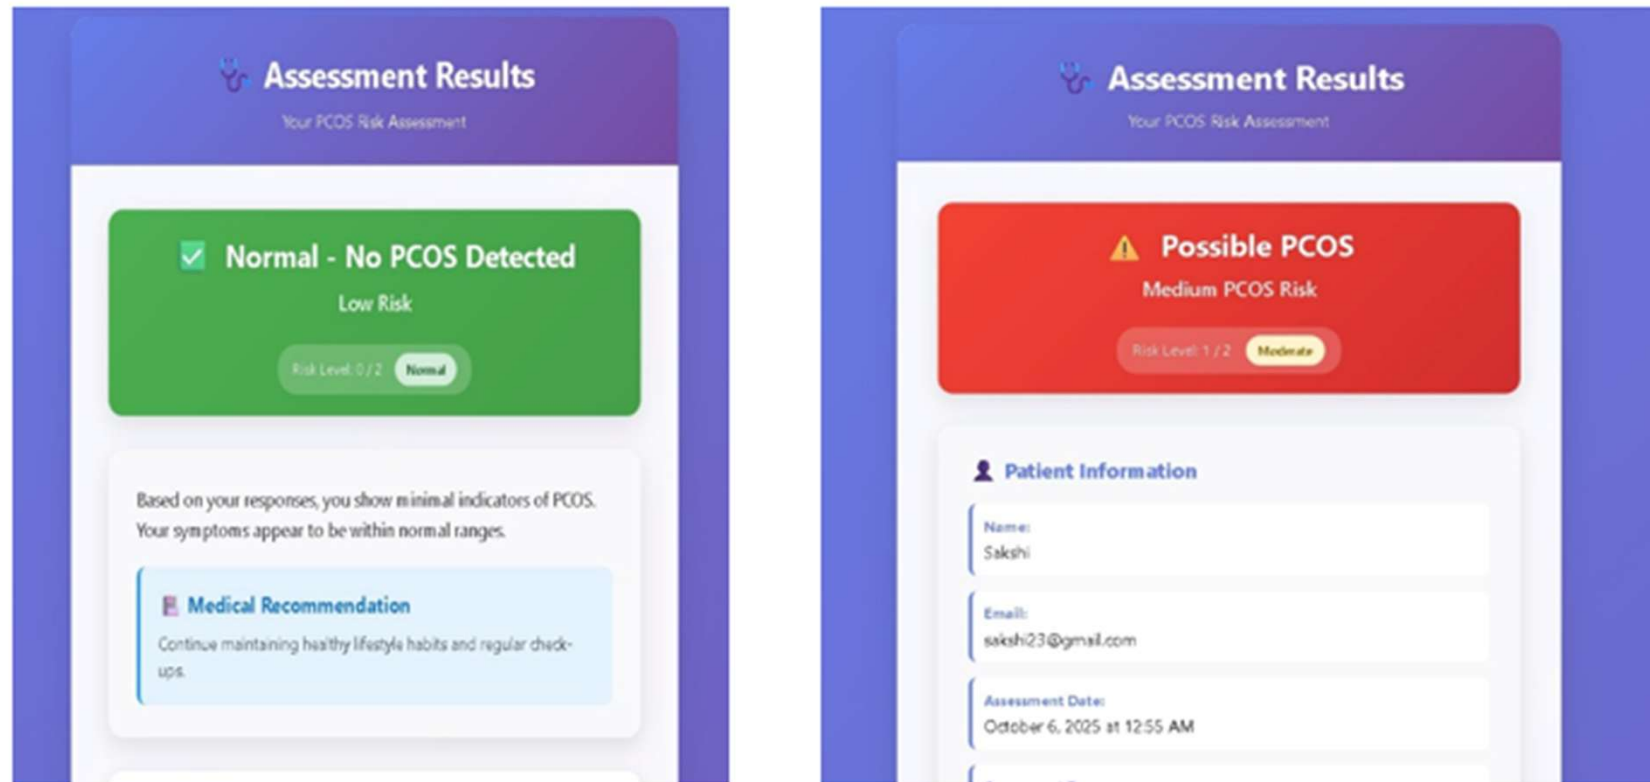 Assessment Results
Your PCOS Risk Assessment
Normal - No PCOS Detected
Low Risk
Risk Level: 0 / 2 Normal
Based on your responses, you show minimal indicators of PCOS.
Your symptoms appear to be within normal ranges.
Medical Recommendation
Continue maintaining healthy lifestyle habits and regular check-
ups.
Assessment Results
Your PCOS Risk Assessment
Possible PCOS
Medium PCOS Risk
Risk Level: 1 / 2 Moderate
Patient Information
Name:
Sakshi
Email:
sakshi23@gmail.com
Assessment Date:
October 6, 2025 at 12:55 AM